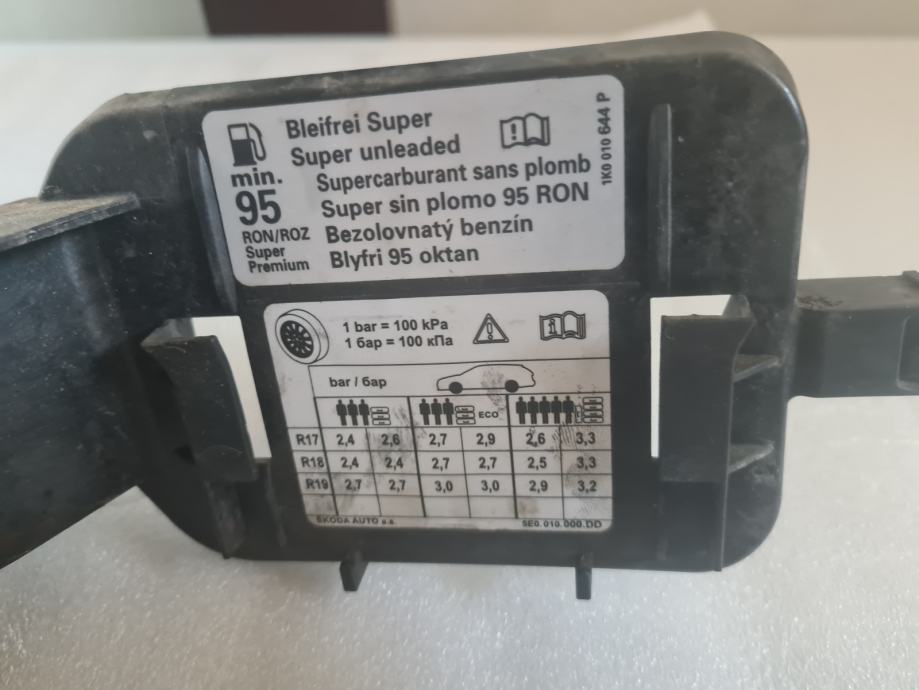 Bleifrei Super
Super unleaded
Supercarburant sans plomb
Super sin plomo 95 RON
Bezolovnatý benzín
Blyfri 95 oktan
min.
95
RON/ROZ
Super
Premium
1K0 010 644 P
1 bar = 100 kPa
1 бар = 100 кПа
bar / бар
ECO
R17 2,4 2,6 2,7 2,9 2,6 3,3
R18 2,4 2,4 2,7 2,7 2,5 3,3
R19 2,7 2,7 3,0 3,0 2,9 3,2
ŠKODA AUTO a.s.
5E0.010.000.DD